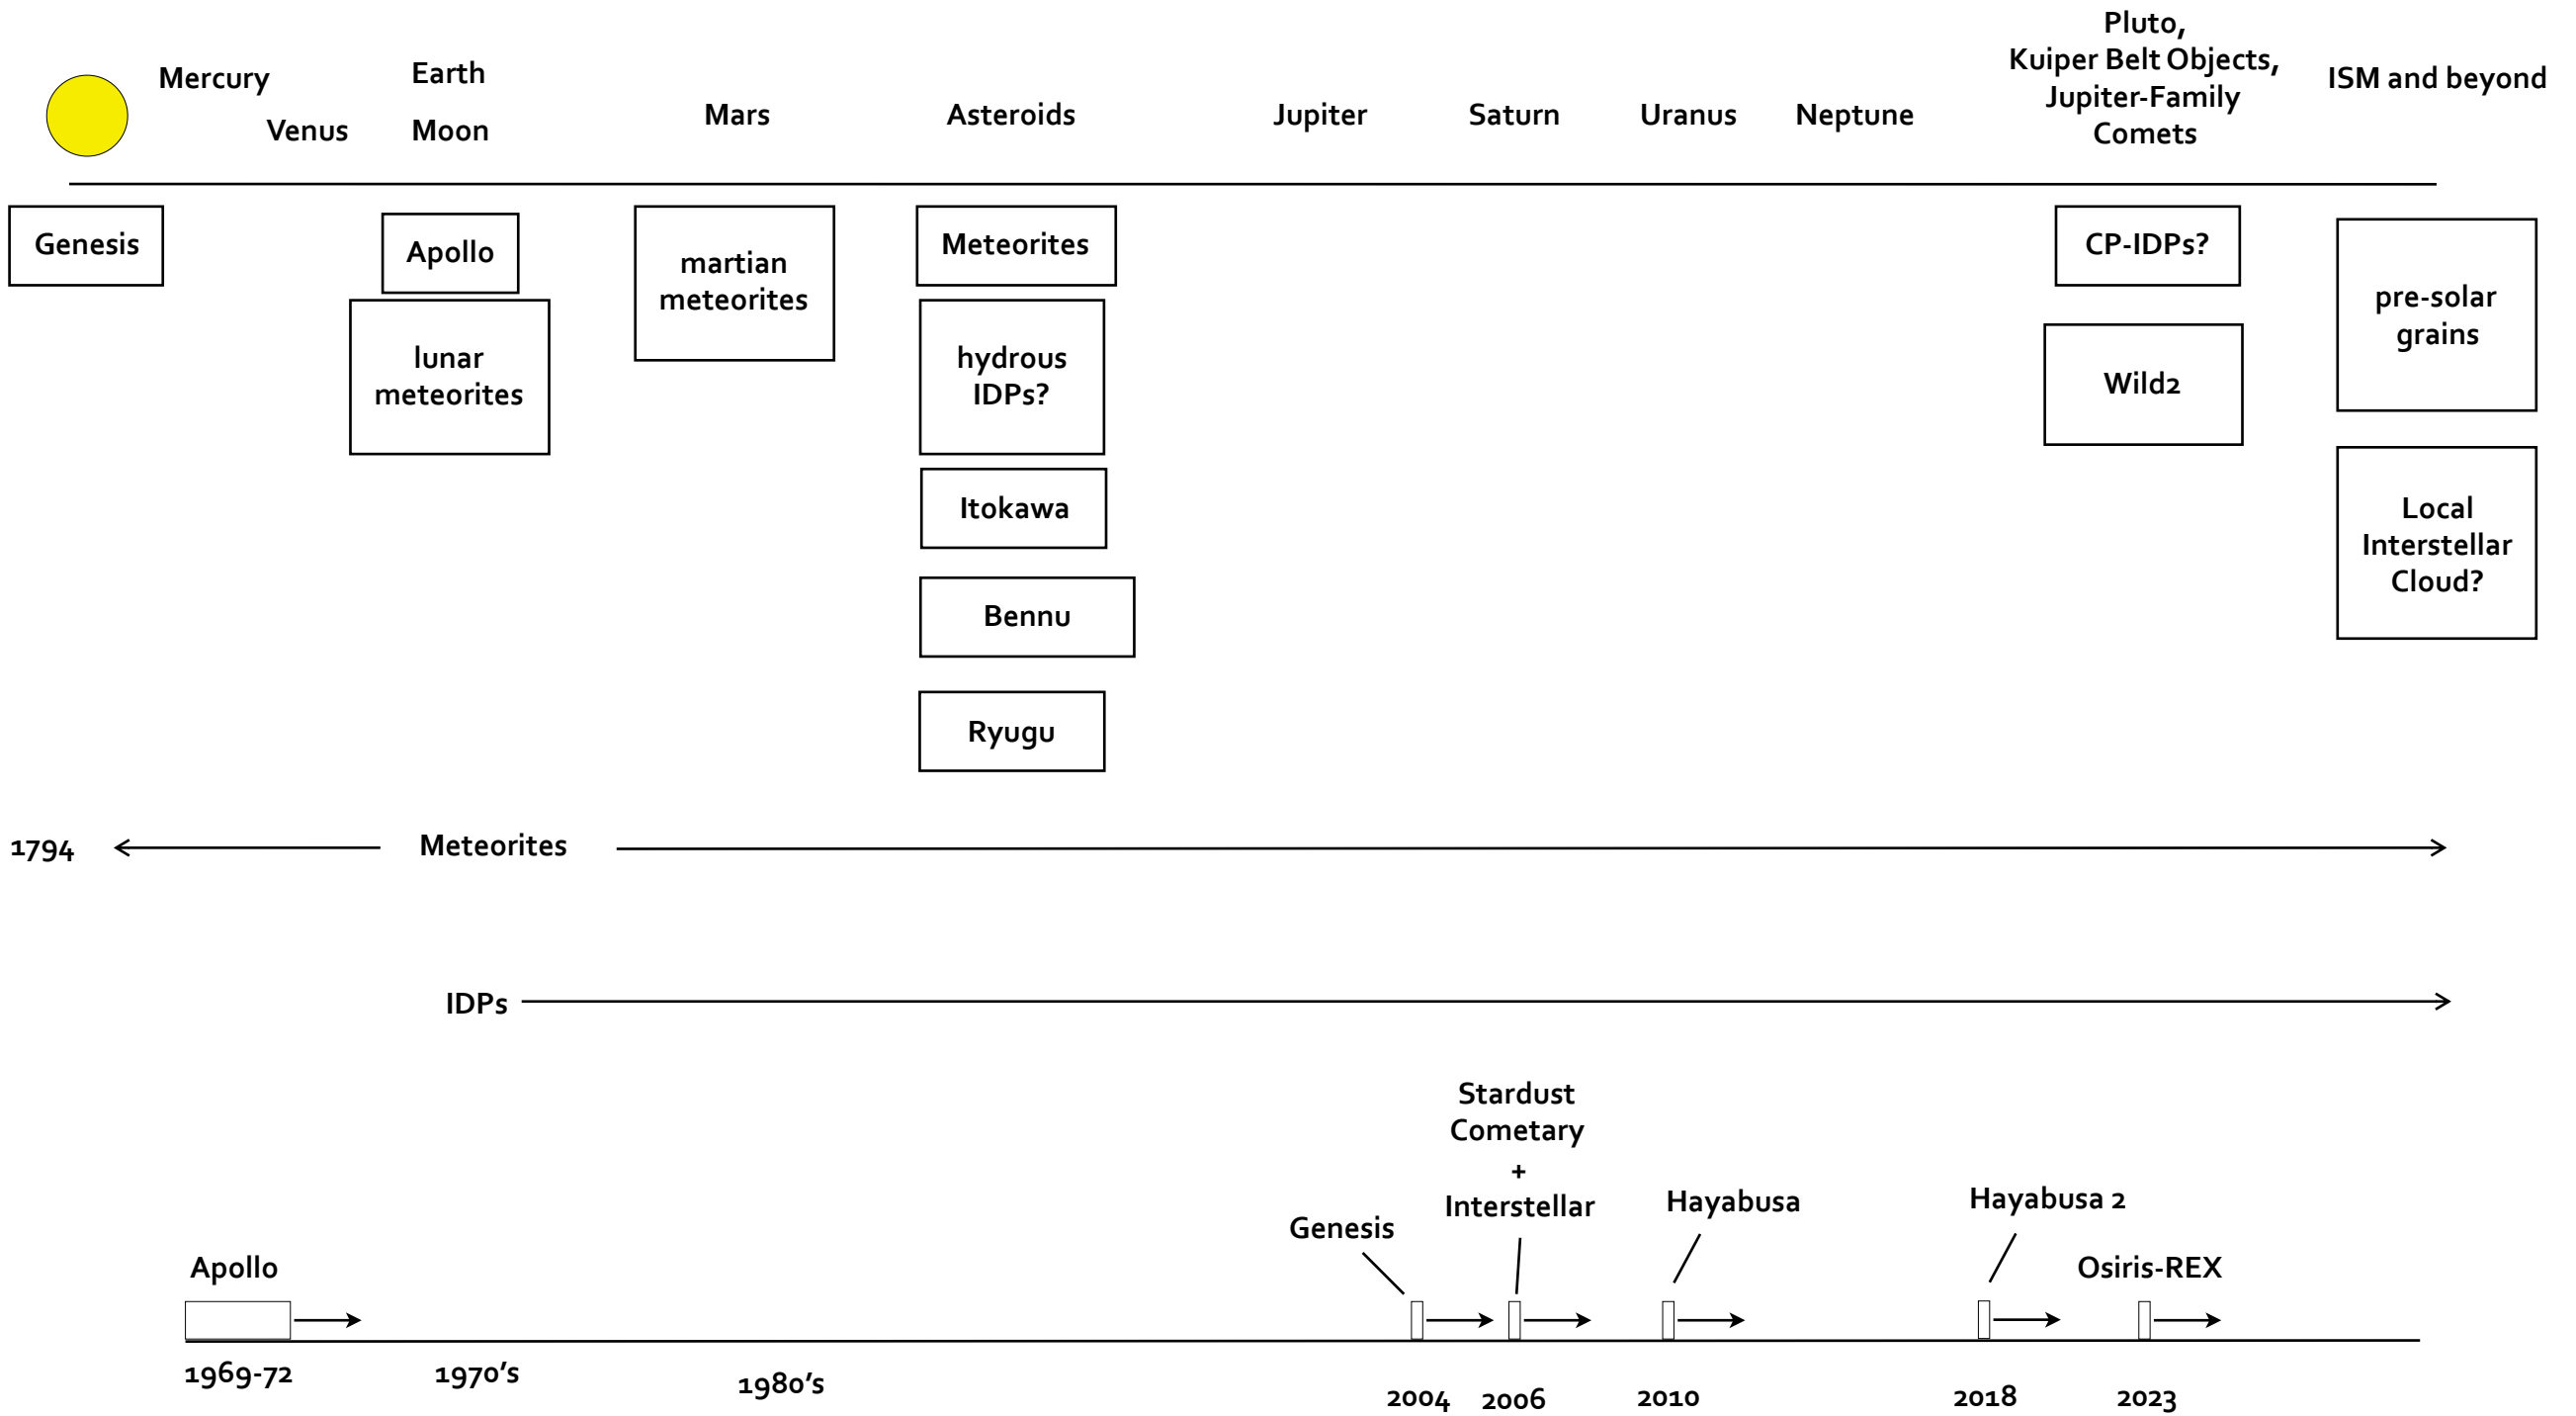 Mercury
Venus
Earth
Moon
Mars
Asteroids
Jupiter
Saturn
Uranus
Neptune
Pluto,
Kuiper Belt Objects,
Jupiter-Family
Comets
ISM and beyond
Genesis
Apollo
lunar
meteorites
martian
meteorites
Meteorites
hydrous
IDPs?
Itokawa
Bennu
Ryugu
CP-IDPs?
Wild2
pre-solar
grains
Local
Interstellar
Cloud?
1794
Meteorites
IDPs
Apollo
Genesis
Stardust
Cometary
+
Interstellar
Hayabusa
Hayabusa 2
Osiris-REX
1969-72
1970's
1980's
2004
2006
2010
2018
2023